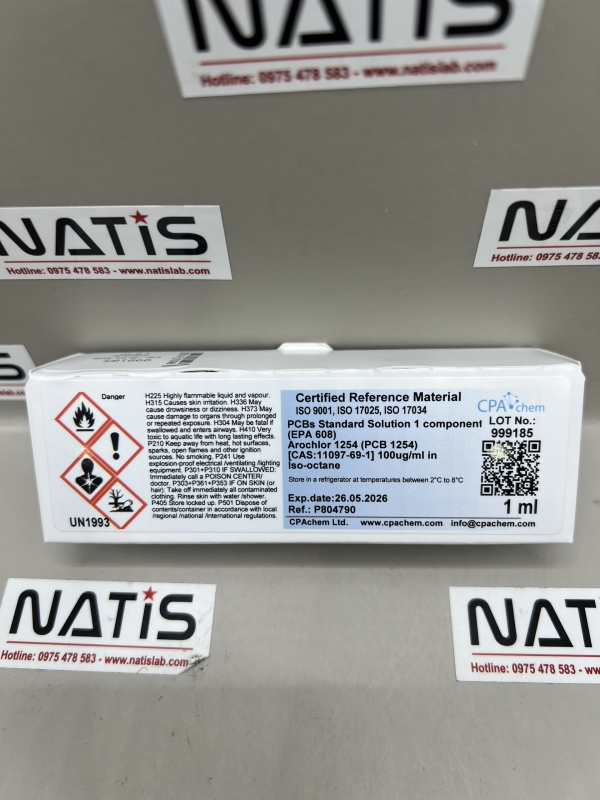 NATIS
Hotline: 0975 478 583 - www.natislab.com
NATIS
Hotline: 0975 478 583 - www.natislab.com
NATIS
Hotline: 0975 478 583
www.natislab.com
Danger
H225 Highly flammable liquid and vapour.
H315 Causes skin irritation. H336 May
cause drowsiness or dizziness. H373 May
cause damage to organs through prolonged
or repeated exposure. H304 May be fatal if
swallowed and enters airways. H410 Very
toxic to aquatic life with long lasting effects.
P210 Keep away from heat, hot surfaces,
sparks, open flames and other ignition
sources. No smoking. P241 Use
explosion-proof electrical /ventilating /lighting
equipment. P301+P310 IF SWALLOWED:
Immediately call a POISON CENTER/
doctor. P303+P361+P353 IF ON SKIN (or
hair): Take off immediately all contaminated
clothing. Rinse skin with water /shower.
P405 Store locked up. P501 Dispose of
contents/container in accordance with local
/regional /national /international regulations.
UN1993
Certified Reference Material
ISO 9001, ISO 17025, ISO 17034
PCBs Standard Solution 1 component
(EPA 608)
Arochlor 1254 (PCB 1254)
[CAS:11097-69-1] 100ug/ml in
Iso-octane
Store in a refrigerator at temperatures between 2°C to 8°C
Exp.date:26.05.2026
Ref.: P804790
CPAchem Ltd. www.cpachem.com info@cpachem.com
CPAchem
LOT No.:
999185
1 ml
NATIS
Hotline: 0975 478 583 - www.natislab.com
NATIS
Hotline: 0975 478 583 -